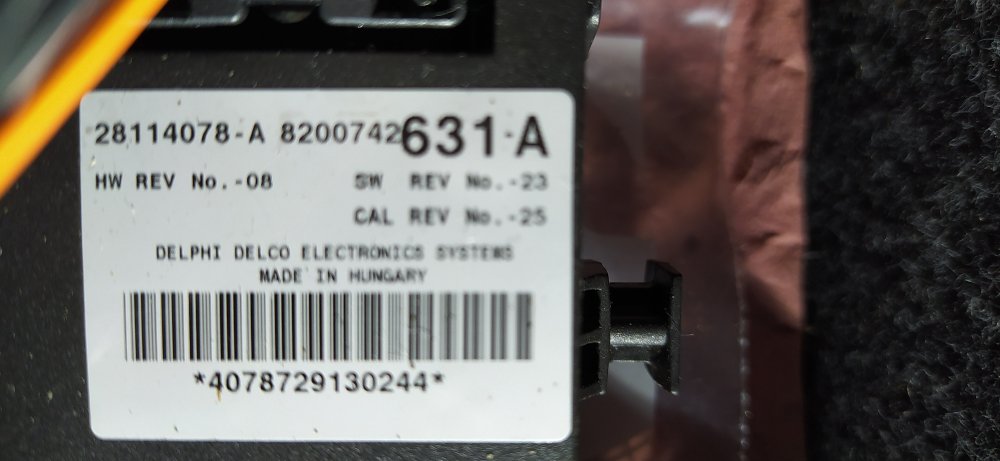 28114078-A 8200742631-A
HW REV No.-08 SW REV No.-23
CAL REV No.-25
DELPHI DELCO ELECTRONICS SYSTEMS
MADE IN HUNGARY
*4078729130244*